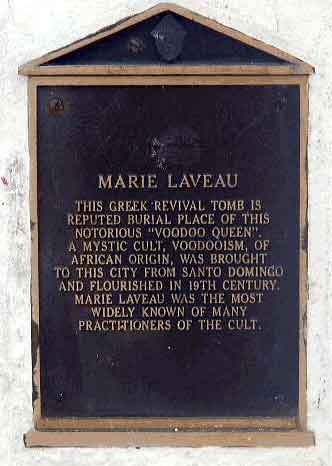 MARIE LAVEAU
THIS GREEK REVIVAL TOMB IS
REPUTED BURIAL PLACE OF THIS
NOTORIOUS "VOODOO QUEEN".
A MYSTIC CULT, VOODOOISM, OF
AFRICAN ORIGIN, WAS BROUGHT
TO THIS CITY FROM SANTO DOMINGO
AND FLOURISHED IN 19TH CENTURY.
MARIE LAVEAU WAS THE MOST
WIDELY KNOWN OF MANY
PRACTITIONERS OF THE CULT.